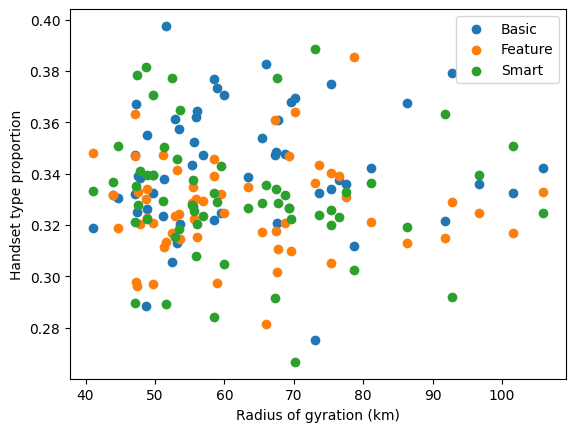 0.40
0.38
0.36
0.34
0.32
0.30
0.28
Handset type proportion
40
50
60
70
80
90
100
Radius of gyration (km)
Basic
Feature
Smart